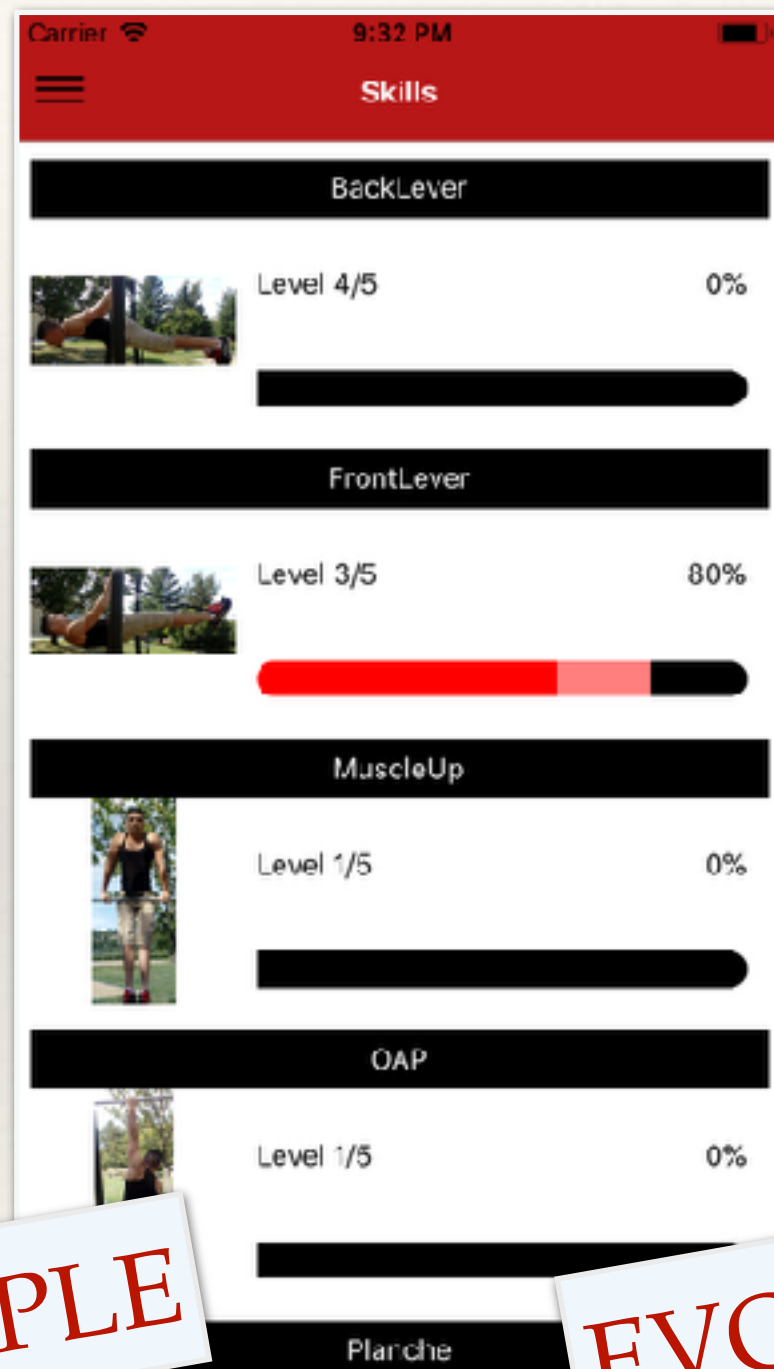 Carrier 9:32 PM
Skills
BackLever
Level 4/5 0%
FrontLever
Level 3/5 80%
MuscleUp
Level 1/5 0%
OAP
Level 1/5 0%
PLE
EVO
Planche